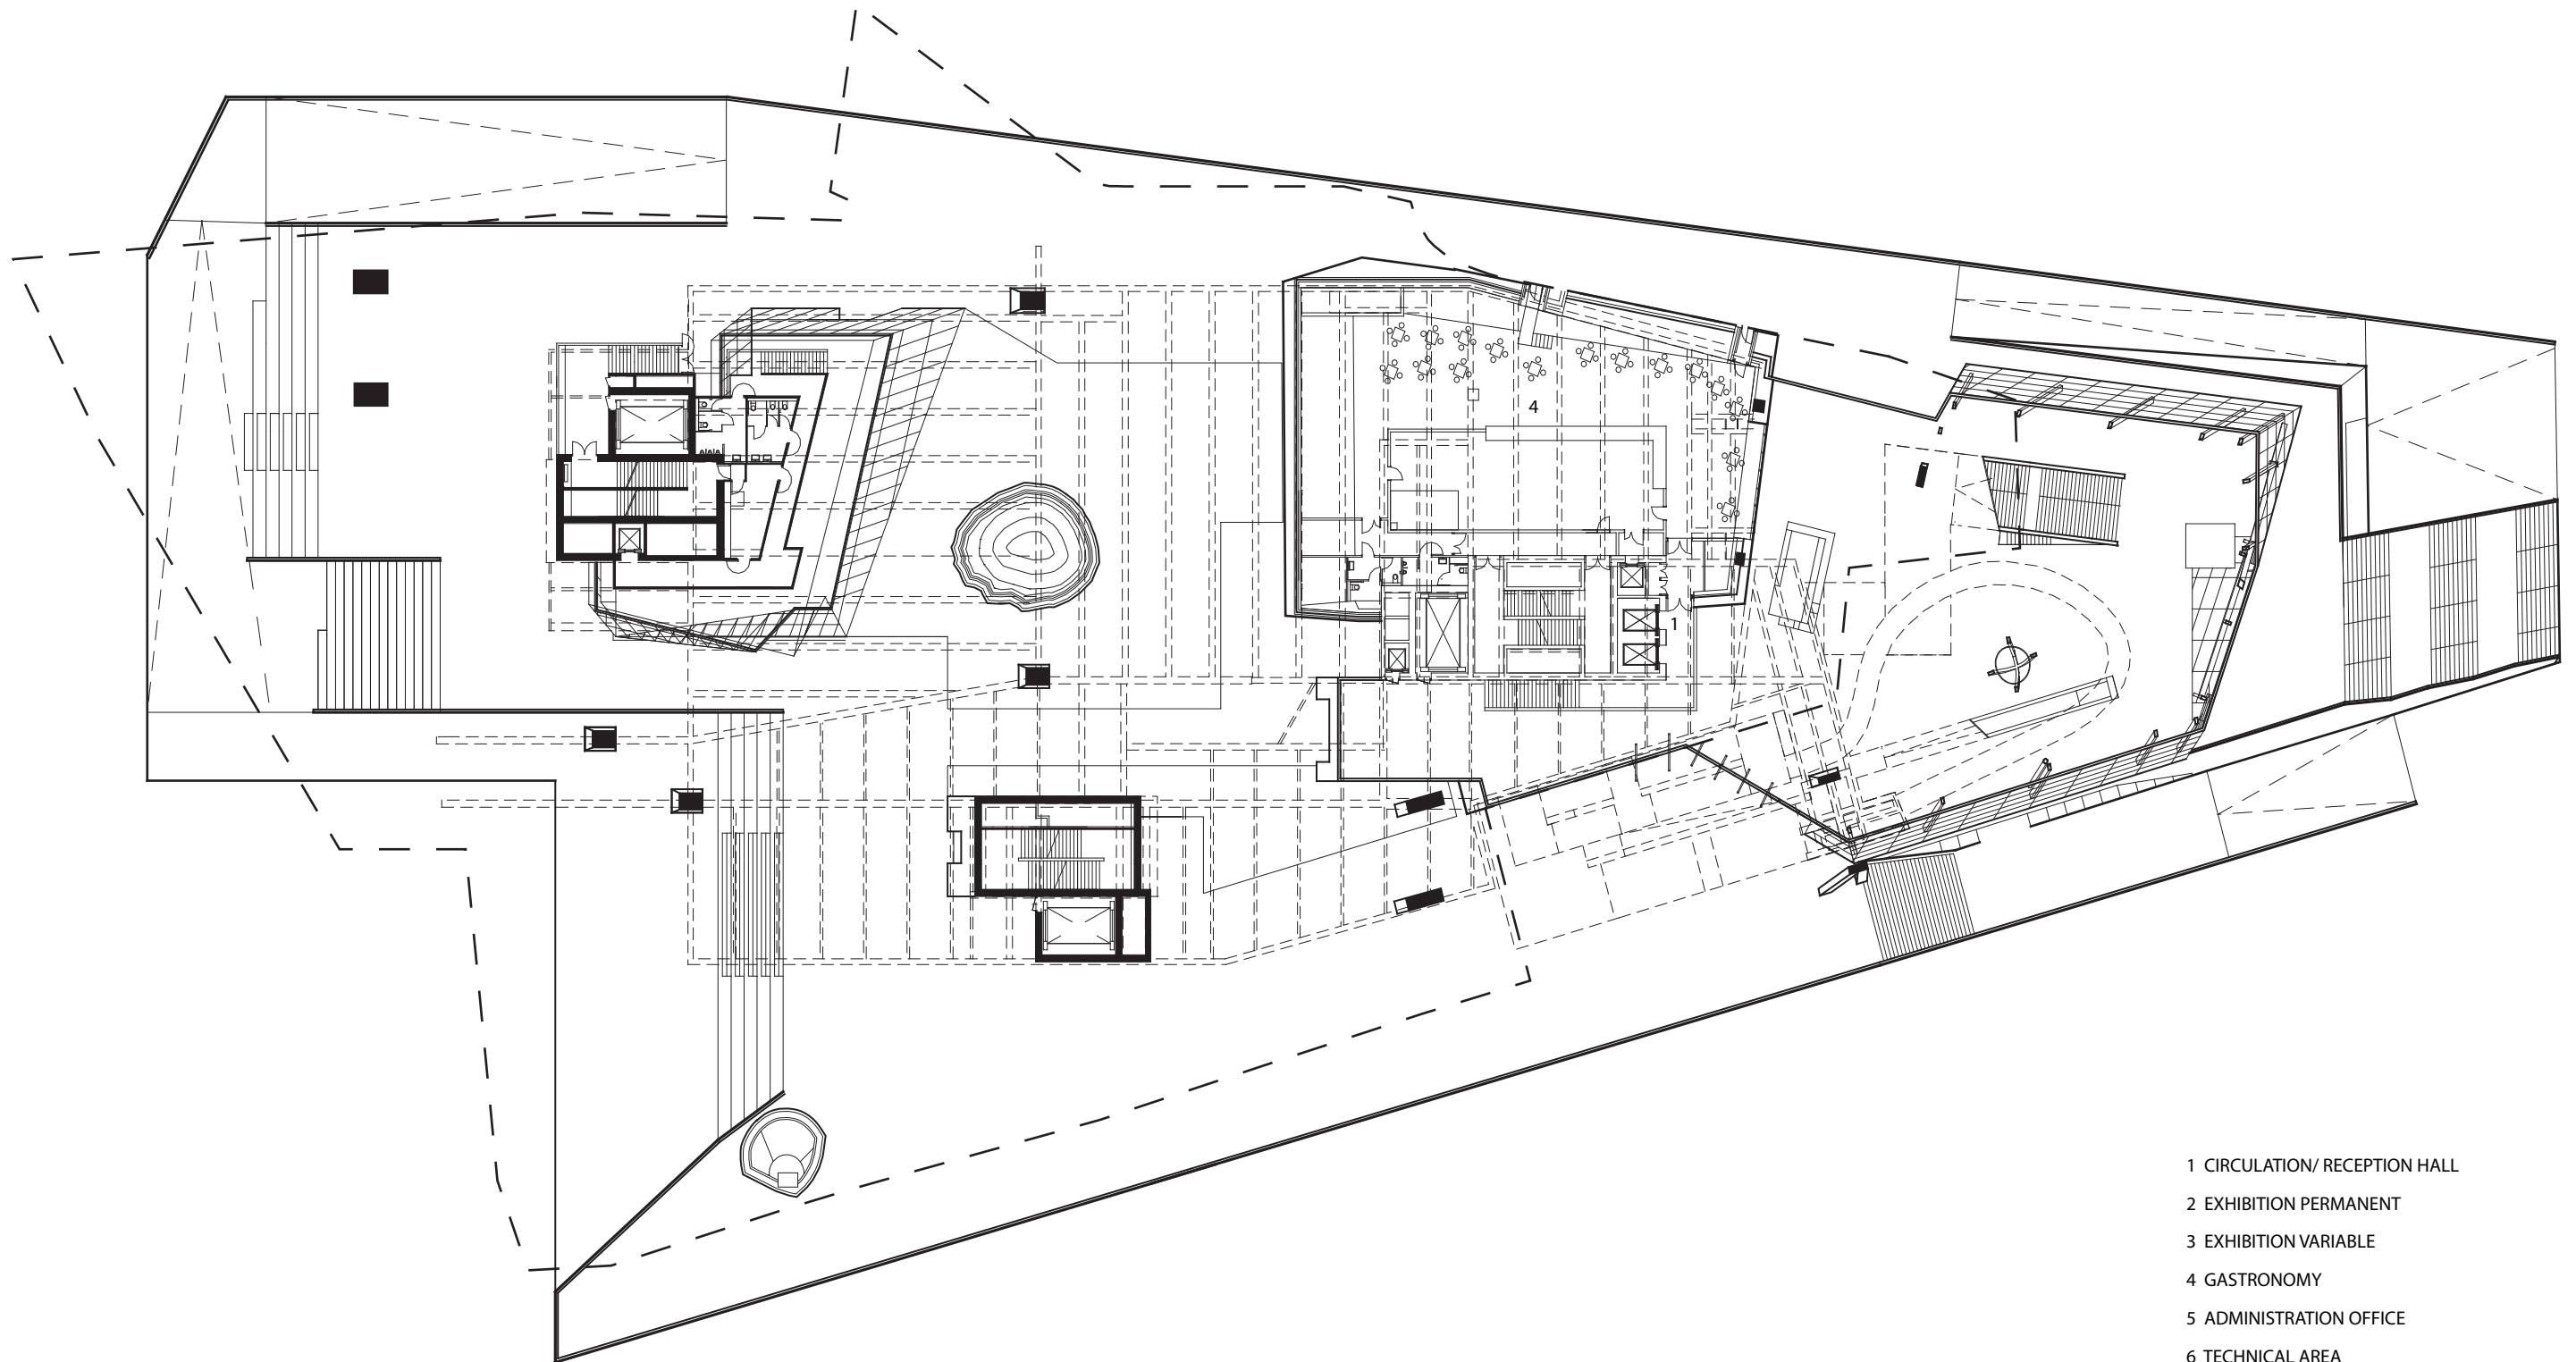 4
1
1 CIRCULATION/ RECEPTION HALL
2 EXHIBITION PERMANENT
3 EXHIBITION VARIABLE
4 GASTRONOMY
5 ADMINISTRATION OFFICE
6 TECHNICAL AREA